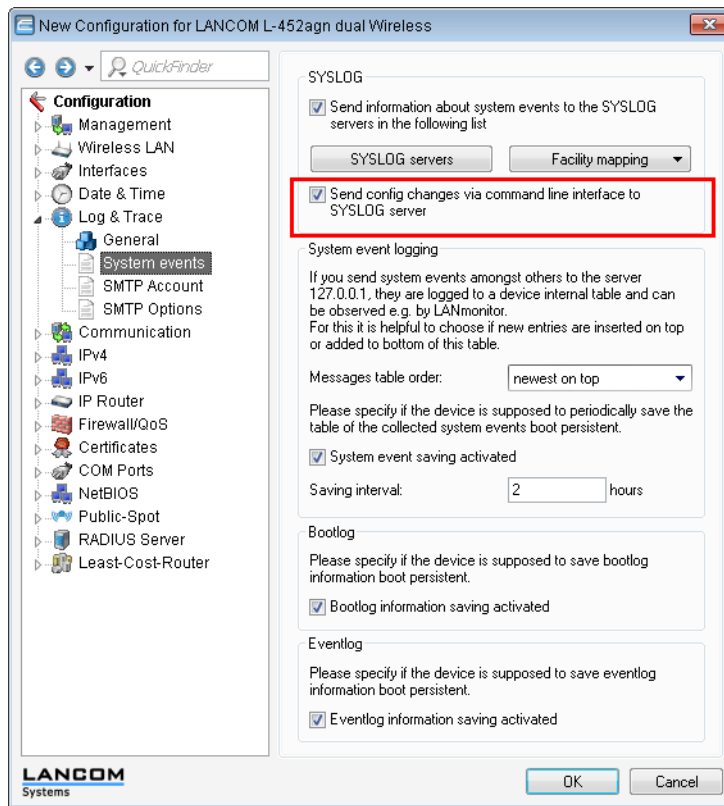 New Configuration for LANCOM L-452agn dual Wireless
QuickFinder
Configuration
Management
Wireless LAN
Interfaces
Date & Time
Log & Trace
General
System events
SMTP Account
SMTP Options
Communication
IPv4
IPv6
IP Router
Firewall/QoS
Certificates
COM Ports
NetBIOS
Public-Spot
RADIUS Server
Least-Cost-Router
SYSLOG
Send information about system events to the SYSLOG
servers in the following list
SYSLOG servers
Facility mapping
Send config changes via command line interface to
SYSLOG server
System event logging
If you send system events amongst others to the server
127.0.0.1, they are logged to a device internal table and can
be observed e.g. by LANmonitor.
For this it is helpful to choose if new entries are inserted on top
or added to bottom of this table.
Messages table order: newest on top
Please specify if the device is supposed to periodically save the
table of the collected system events boot persistent.
System event saving activated
Saving interval: 2 hours
Bootlog
Please specify if the device is supposed to save bootlog
information boot persistent.
Bootlog information saving activated
Eventlog
Please specify if the device is supposed to save eventlog
information boot persistent.
Eventlog information saving activated
LANCOM
Systems
OK
Cancel